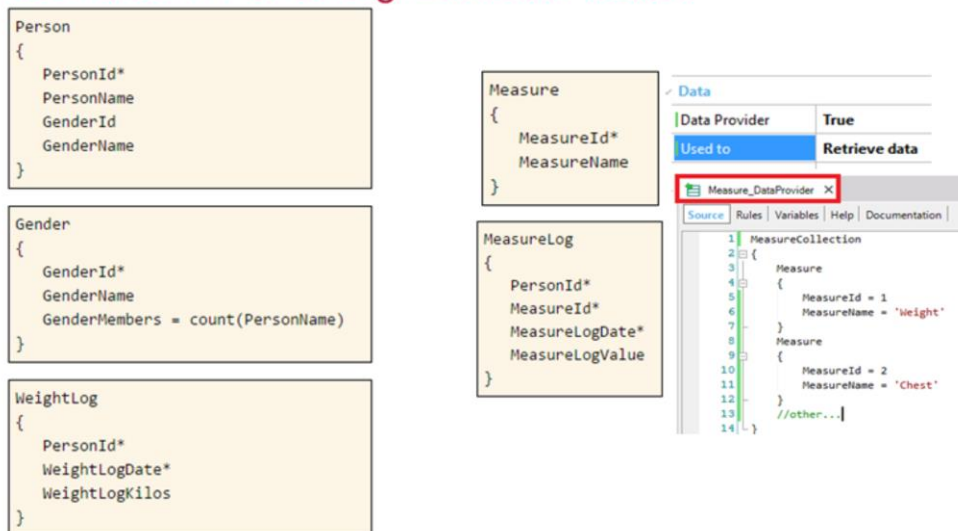 Person
{
PersonId*
PersonName
GenderId
GenderName
}
Gender
{
GenderId*
GenderName
GenderMembers = count(PersonName)
}
WeightLog
{
PersonId*
WeightLogDate*
WeightLogKilos
}
Measure
{
MeasureId*
MeasureName
}
MeasureLog
{
PersonId*
MeasureId*
MeasureLogDate*
MeasureLogValue
}
Data
Data Provider True
Used to Retrieve data
Measure_DataProvider X
Source Rules Variables Help Documentation
1 MeasureCollection
2 {
3 Measure
4 {
5 MeasureId = 1
6 MeasureName = 'Weight'
7 }
8 Measure
9 {
10 MeasureId = 2
11 MeasureName = 'Chest'
12 }
13 //other...
14 }